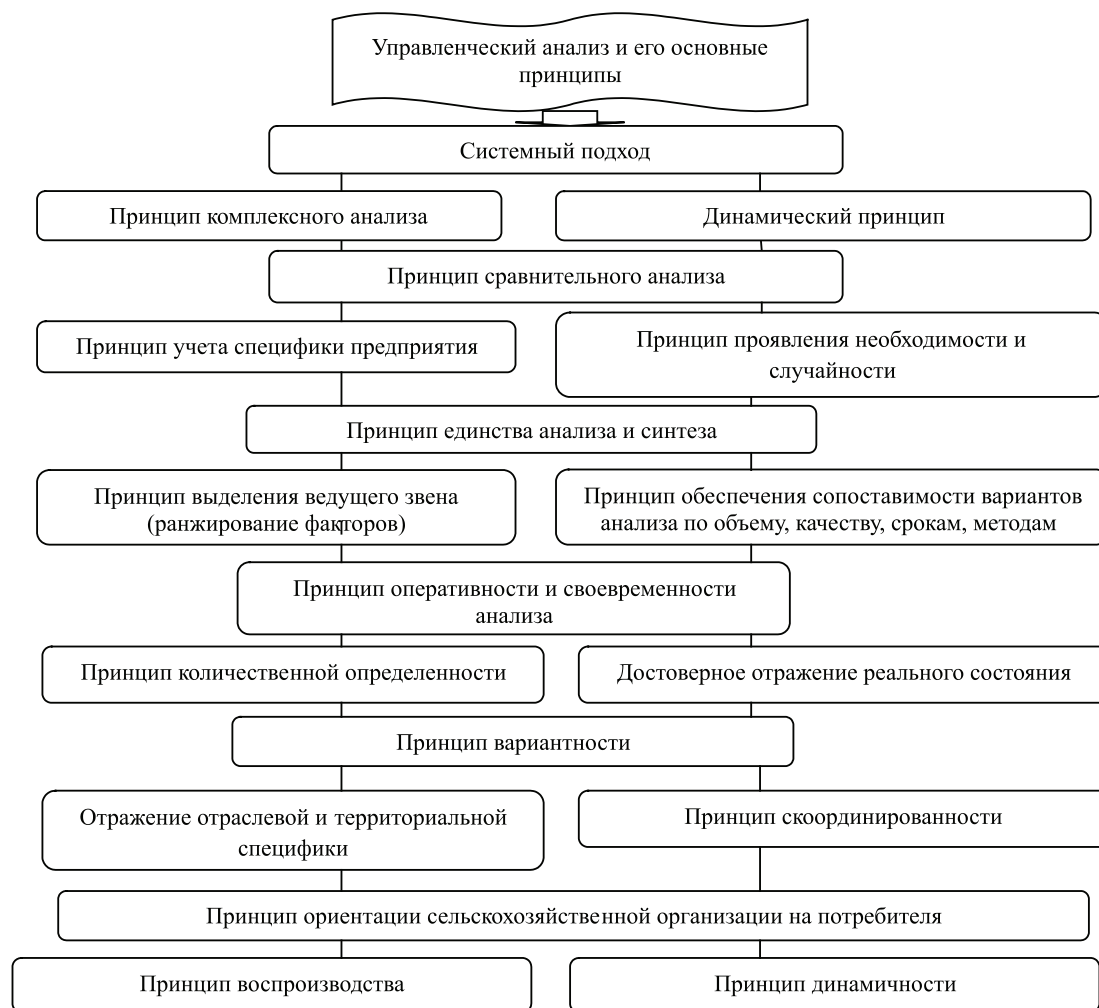 Управленческий анализ и его основные
принципы
Системный подход
Принцип комплексного анализа
Динамический принцип
Принцип сравнительного анализа
Принцип учета специфики предприятия
Принцип проявления необходимости и
случайности
Принцип единства анализа и синтеза
Принцип выделения ведущего звена
(ранжирование факторов)
Принцип обеспечения сопоставимости вариантов
анализа по объему, качеству, срокам, методам
Принцип оперативности и своевременности
анализа
Принцип количественной определенности
Достоверное отражение реального состояния
Принцип вариантности
Отражение отраслевой и территориальной
специфики
Принцип скоординированности
Принцип ориентации сельскохозяйственной организации на потребителя
Принцип воспроизводства
Принцип динамичности